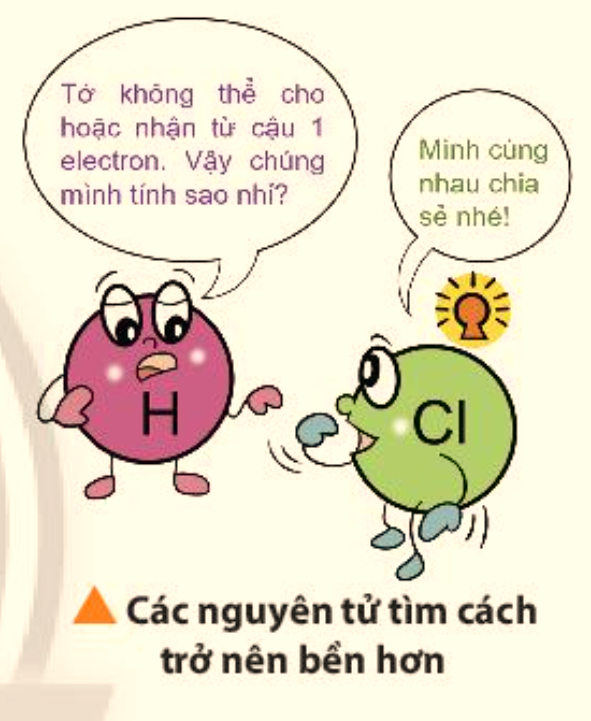 Tớ không thể cho
hoặc nhận từ cậu 1
electron. Vậy chúng
mình tính sao nhỉ?
Mình cùng
nhau chia
sẻ nhé!
H
Cl
Các nguyên tử tìm cách
trở nên bền hơn